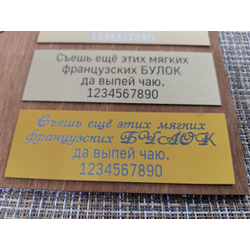 1234567890
Съешь ещё этих мягких
французских БУЛОК
да выпей чаю.
1234567890
Съешь ещё этих мягких
французских БУЛОК
да выпей чаю.
1234567890